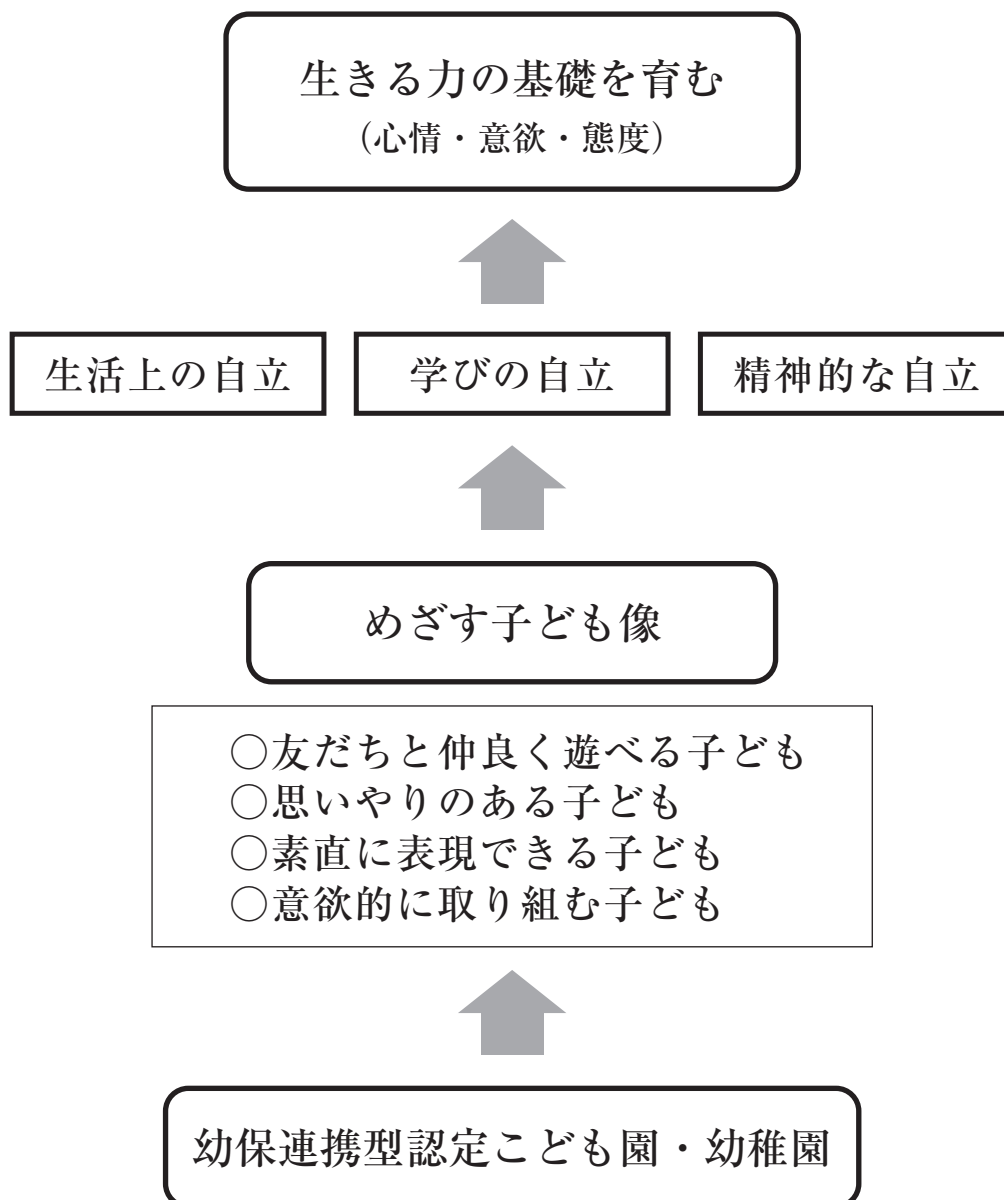 生きる力の基礎を育む
（心情・意欲・態度）
生活上の自立
学びの自立
精神的な自立
めざす子ども像
○友だちと仲良く遊べる子ども
○思いやりのある子ども
○素直に表現できる子ども
○意欲的に取り組む子ども
幼保連携型認定こども園・幼稚園